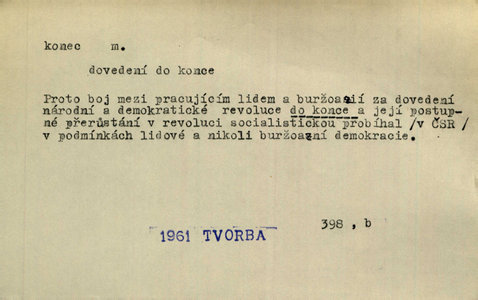 konec m.
dovedení do konce
Proto boj mezi pracujícím lidem a buržoasií za dovedení
národní a demokratické revoluce do konce a její postup-
né přerůstání v revoluci socialistickou probíhal /v ČSR /
v podmínkách lidové a nikoli buržoazní demokracie.
398 , b
1961 TVORBA